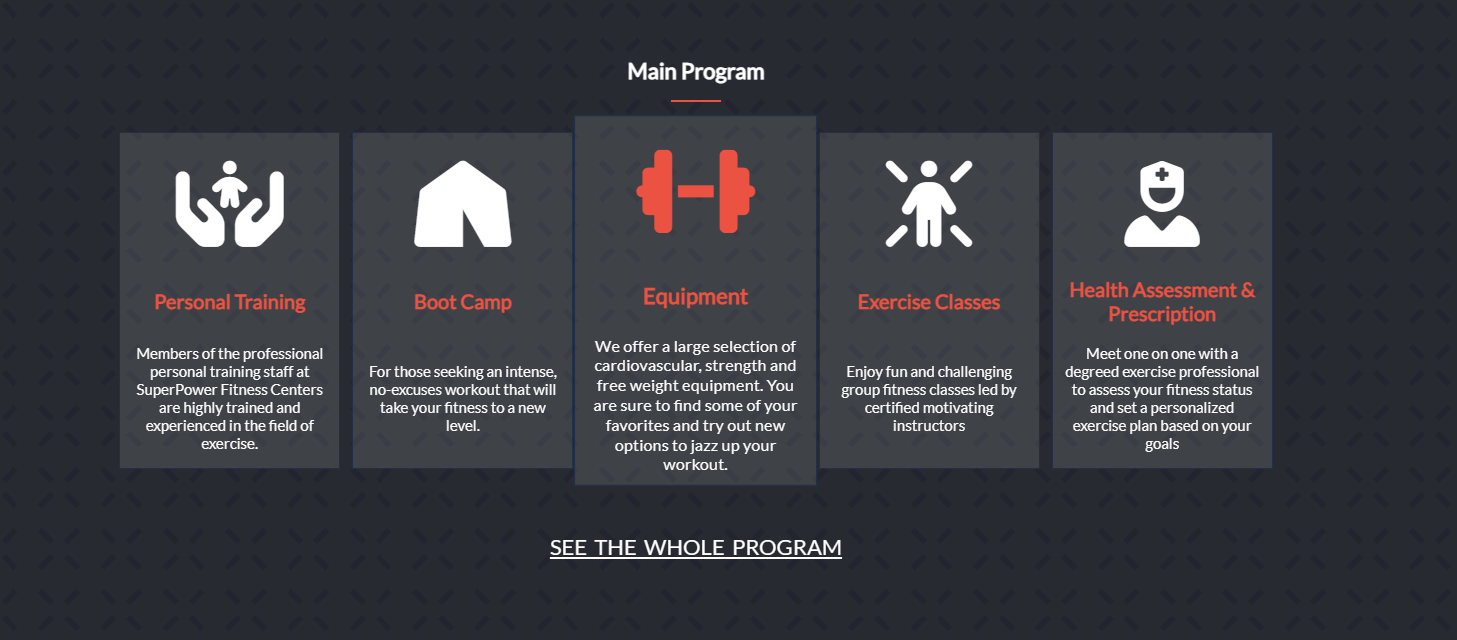 Main Program
Personal Training
Members of the professional
personal training staff at
SuperPower Fitness Centers
are highly trained and
experienced in the field of
exercise.
Boot Camp
For those seeking an intense,
no-excuses workout that will
take your fitness to a new
level.
Equipment
We offer a large selection of
cardiovascular, strength and
free weight equipment. You
are sure to find some of your
favorites and try out new
options to jazz up your
workout.
Exercise Classes
Enjoy fun and challenging
group fitness classes led by
certified motivating
instructors
Health Assessment &
Prescription
Meet one on one with a
degreed exercise professional
to assess your fitness status
and set a personalized
exercise plan based on your
goals
SEE THE WHOLE PROGRAM